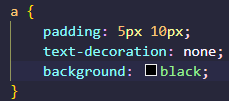 a {
    padding: 5px 10px;
    text-decoration: none;
    background: black;
}